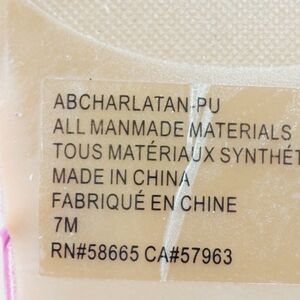 ABCHARLATAN-PU
ALL MANMADE MATERIALS
TOUS MATÉRIAUX SYNTHÉT
MADE IN CHINA
FABRIQUÉ EN CHINE
7M
RN#58665 CA#57963